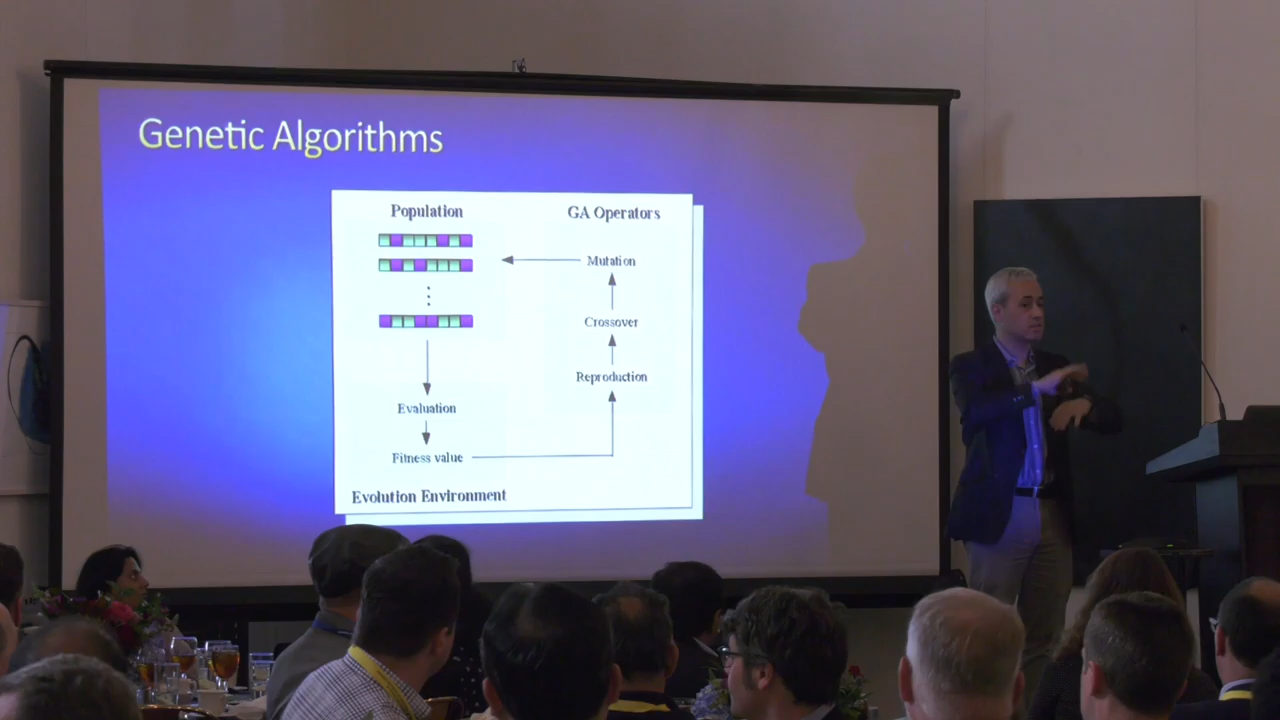 Genetic Algorithms
Population
GA Operators
Mutation
Crossover
Reproduction
Evaluation
Fitness value
Evolution Environment